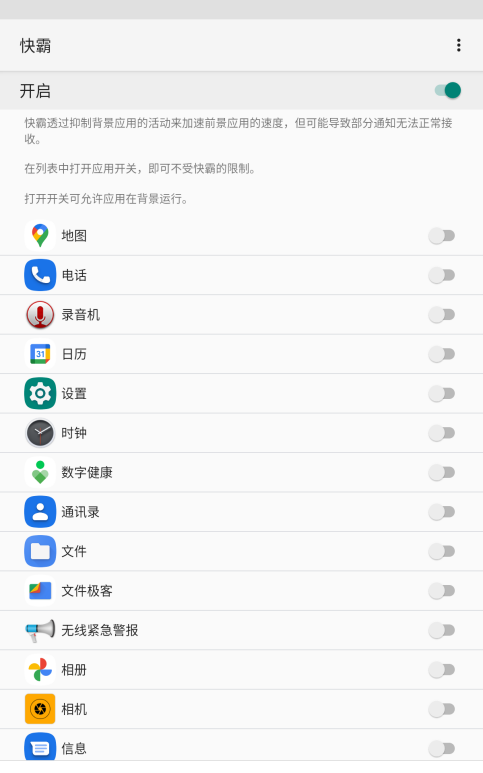 快霸
开启
快霸透过抑制背景应用的活动来加速前景应用的速度，但可能导致部分通知无法正常接
收。
在列表中打开应用开关，即可不受快霸的限制。
打开开关可允许应用在背景运行。
地图
电话
录音机
31
日历
设置
时钟
数字健康
通讯录
文件
文件极客
无线紧急警报
相册
相机
信息